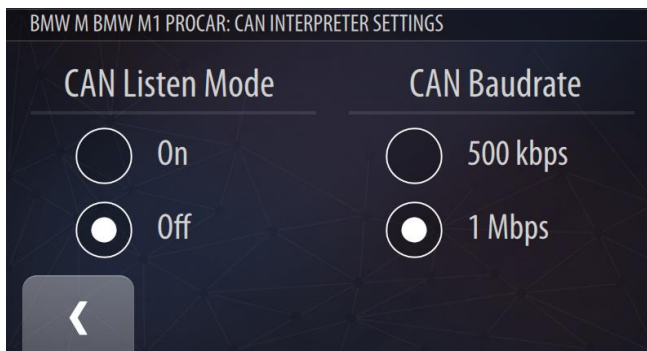 BMW M BMW M1 PROCAR: CAN INTERPRETER SETTINGS
CAN Listen Mode
On
Off
CAN Baudrate
500 kbps
1 Mbps